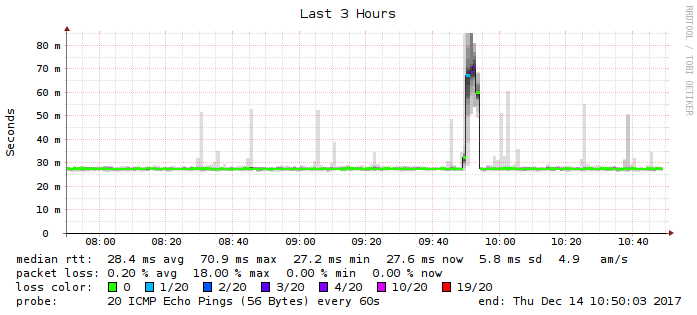 Last 3 Hours
RRDTOOL / TOBI OETIKER
Seconds
80 m
70 m
60 m
50 m
40 m
30 m
20 m
10 m
0
08:00 08:20 08:40 09:00 09:20 09:40 10:00 10:20 10:40
median rtt: 28.4 ms avg 70.9 ms max 27.2 ms min 27.6 ms now 5.8 ms sd 4.9 am/s
packet loss: 0.20 % avg 18.00 % max 0.00 % min 0.00 % now
loss color: 0 1/20 2/20 3/20 4/20 10/20 19/20
probe: 20 ICMP Echo Pings (56 Bytes) every 60s end: Thu Dec 14 10:50:03 2017